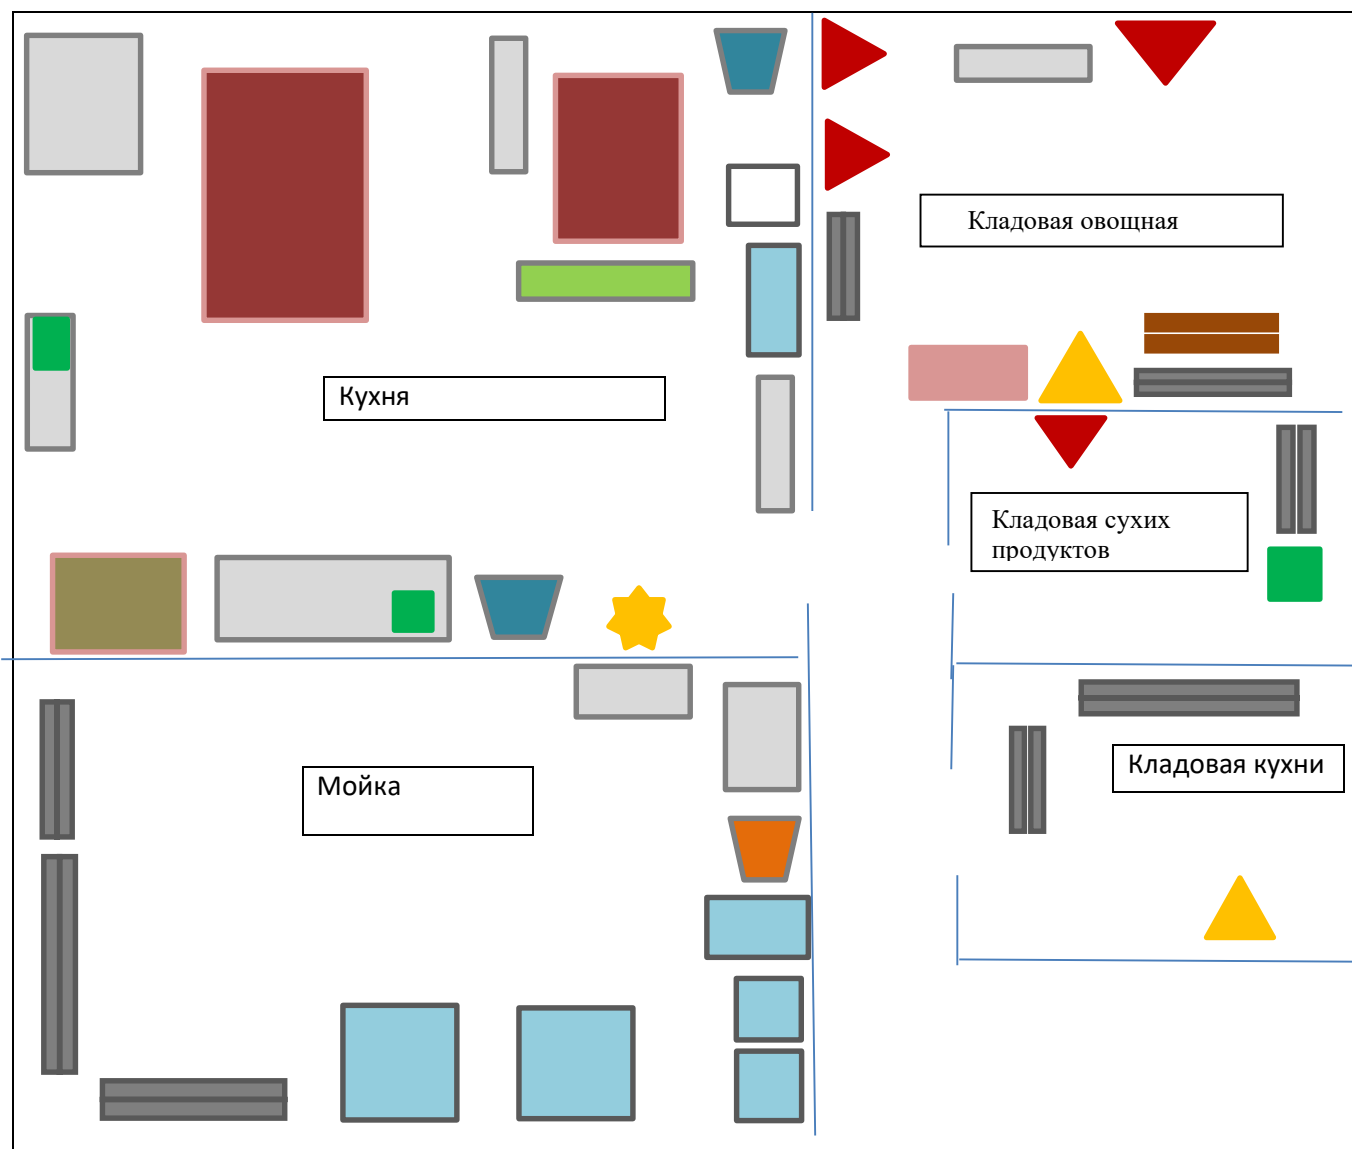 Кладовая овощная
Кухня
Кладовая сухих
продуктов
Кладовая кухни
Мойка